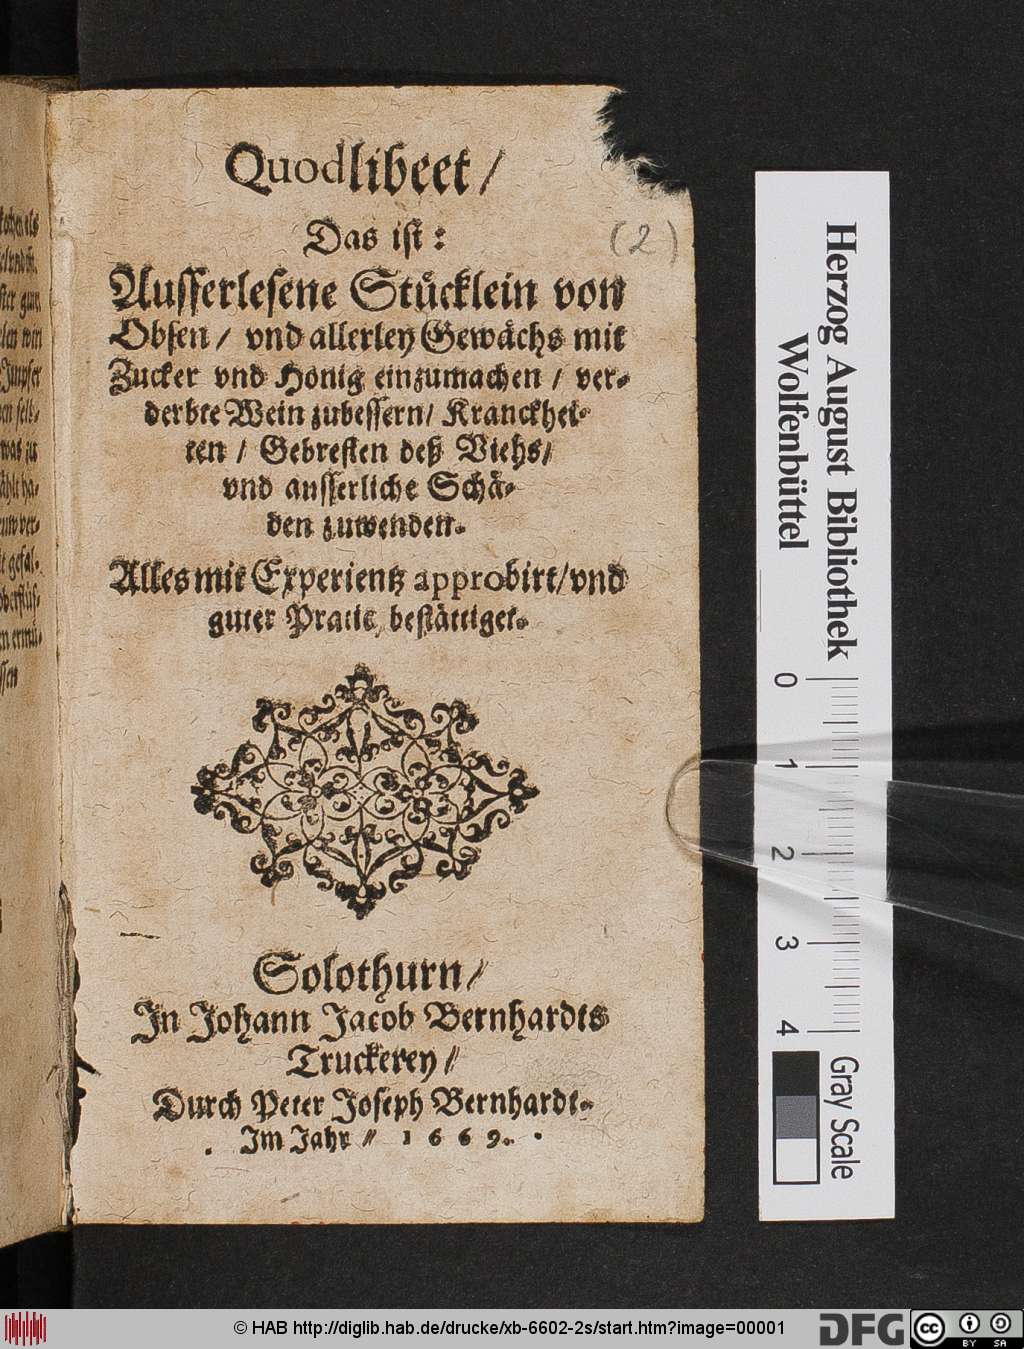 Quodlibeet /
(2)
Das ist :
Ausserlesene Stücklein von
Obsen / vnd allerley Gewächs mit
Zucker vnd Honig einzumachen / ver-
derbte Wein zubessern / Kranckhei-
ten / Gebresten deß Viehs /
vnd ausserliche Schä-
den zuwenden.
Alles mit Experientz approbirt / vnd
guter Pratic, bestättiget.
Solothurn /
In Johann Jacob Bernhardts
Truckerey //
Durch Peter Joseph Bernhardt.
Im Jahr // 1669.
Herzog August Bibliothek
Wolfenbüttel
0
1
2
3
4
Gray Scale
© HAB http://diglib.hab.de/drucke/xb-6602-2s/start.htm?image=00001
DFG
cc
BY SA